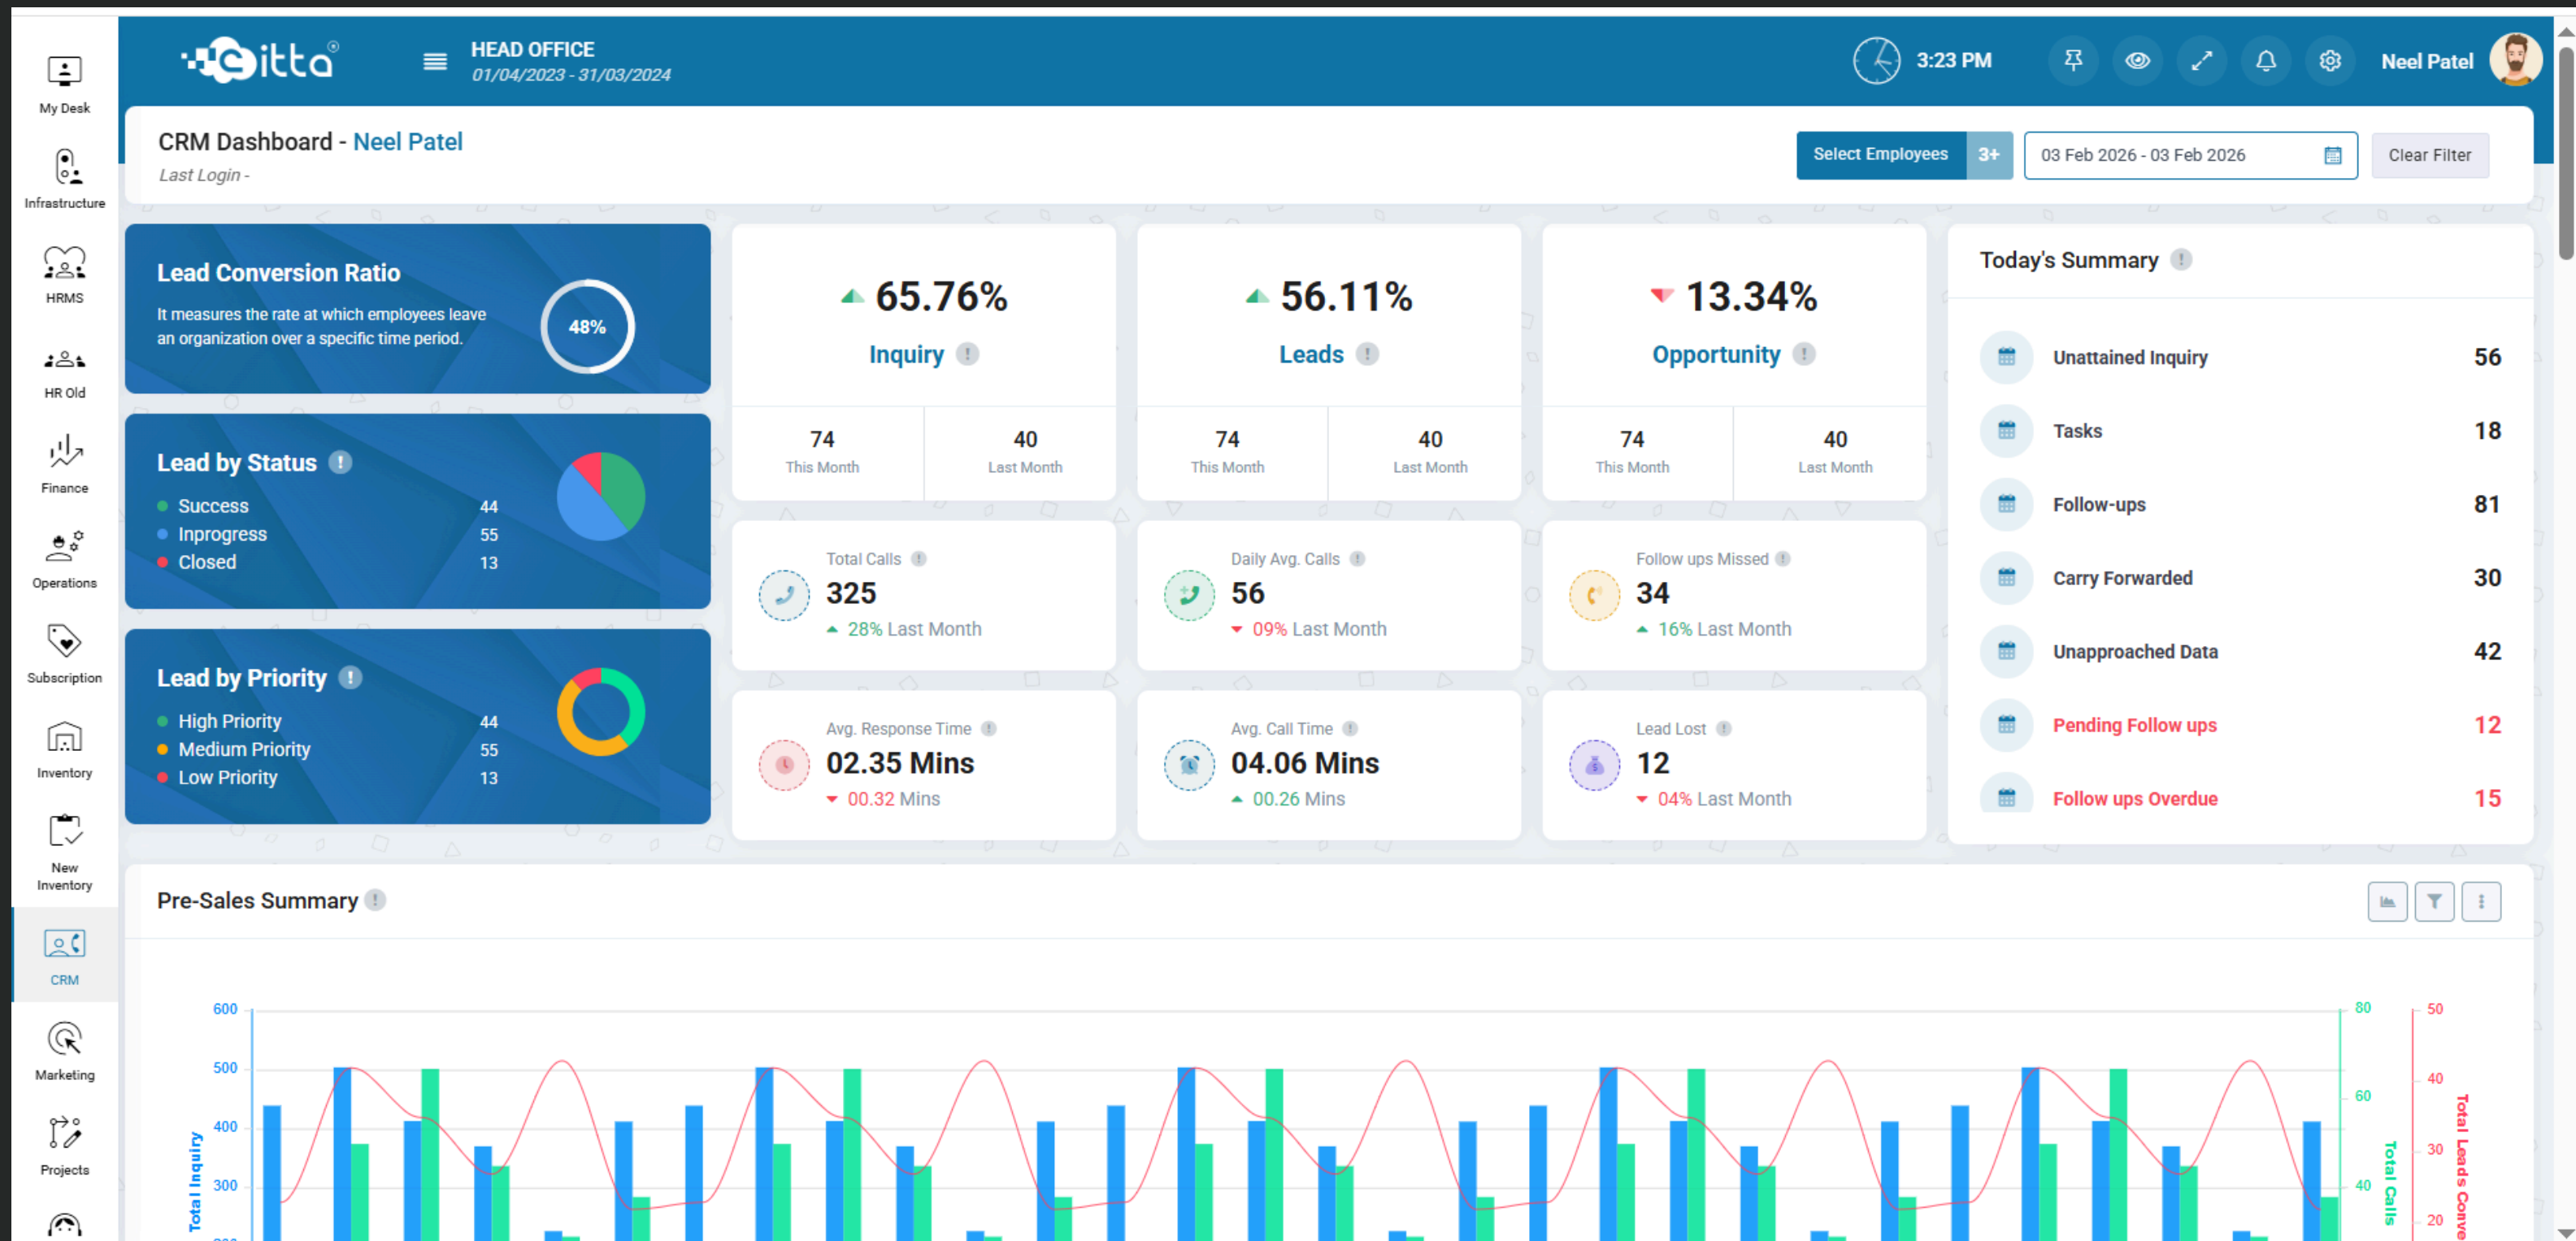 citta
HEAD OFFICE
01/04/2023 - 31/03/2024
3:23 PM
Neel Patel
My Desk
Infrastructure
HRMS
HR Old
Finance
Operations
Subscription
Inventory
New
Inventory
CRM
Marketing
Projects
CRM Dashboard - Neel Patel
Last Login -
Select Employees 3+
03 Feb 2026 - 03 Feb 2026
Clear Filter
Lead Conversion Ratio
It measures the rate at which employees leave
an organization over a specific time period.
48%
Lead by Status
Success 44
Inprogress 55
Closed 13
Lead by Priority
High Priority 44
Medium Priority 55
Low Priority 13
65.76%
Inquiry
74
This Month
40
Last Month
56.11%
Leads
74
This Month
40
Last Month
13.34%
Opportunity
74
This Month
40
Last Month
Total Calls
325
28% Last Month
Daily Avg. Calls
56
09% Last Month
Follow ups Missed
34
16% Last Month
Avg. Response Time
02.35 Mins
00.32 Mins
Avg. Call Time
04.06 Mins
00.26 Mins
Lead Lost
12
04% Last Month
Today's Summary
Unattained Inquiry 56
Tasks 18
Follow-ups 81
Carry Forwarded 30
Unapproached Data 42
Pending Follow ups 12
Follow ups Overdue 15
Pre-Sales Summary
Total Inquiry
600
500
400
300
80
60
40
Total Calls
50
40
30
20
Total Leads Conve